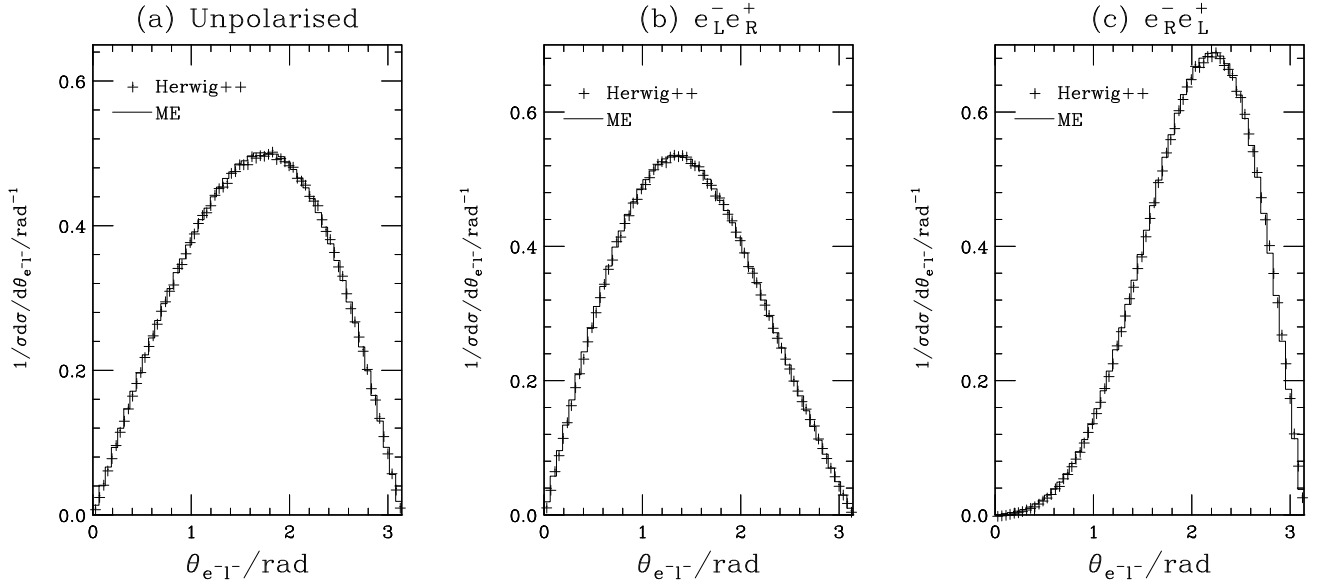 (a) Unpolarised
(b) e⁻_L e⁺_R
(c) e⁻_R e⁺_L
1/σdσ/dθ_e⁻l⁻/rad⁻¹
0.6
0.4
0.2
0.0
+ Herwig++
ME
0 1 2 3
θ_e⁻l⁻/rad
1/σdσ/dθ_e⁻l⁻/rad⁻¹
0.6
0.4
0.2
0.0
+ Herwig++
ME
0 1 2 3
θ_e⁻l⁻/rad
1/σdσ/dθ_e⁻l⁻/rad⁻¹
0.6
0.4
0.2
0.0
+ Herwig++
ME
0 1 2 3
θ_e⁻l⁻/rad